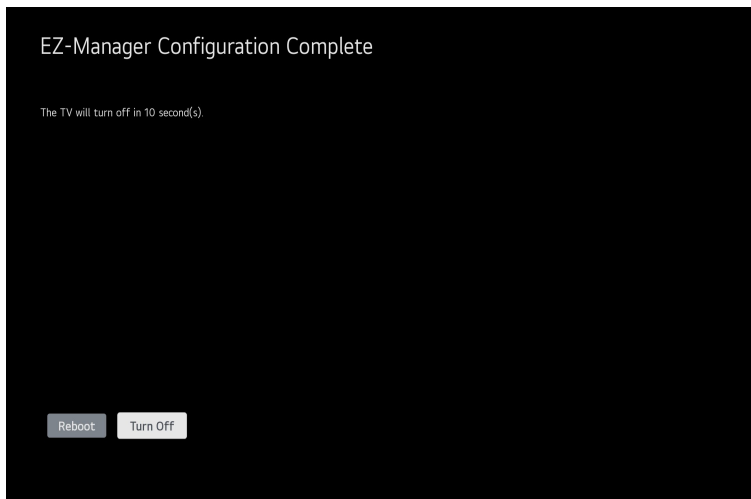 EZ-Manager Configuration Complete
The TV will turn off in 10 second(s).
Reboot
Turn Off